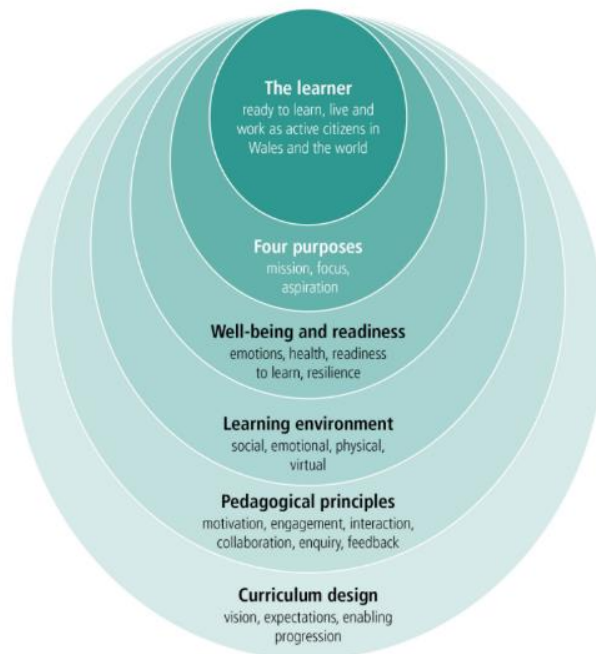 The learner
ready to learn, live and
work as active citizens in
Wales and the world
Four purposes
mission, focus,
aspiration
Well-being and readiness
emotions, health, readiness
to learn, resilience
Learning environment
social, emotional, physical,
virtual
Pedagogical principles
motivation, engagement, interaction,
collaboration, enquiry, feedback
Curriculum design
vision, expectations, enabling
progression